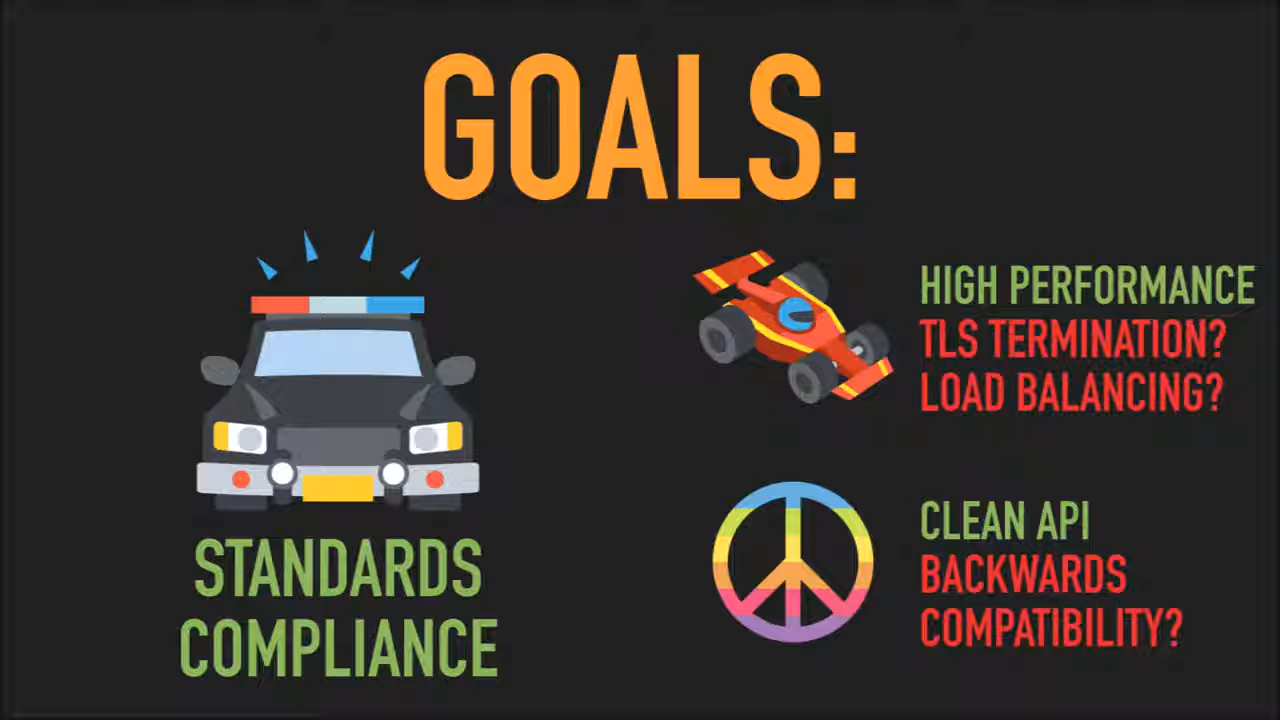 GOALS:
STANDARDS
COMPLIANCE
HIGH PERFORMANCE
TLS TERMINATION?
LOAD BALANCING?
CLEAN API
BACKWARDS
COMPATIBILITY?